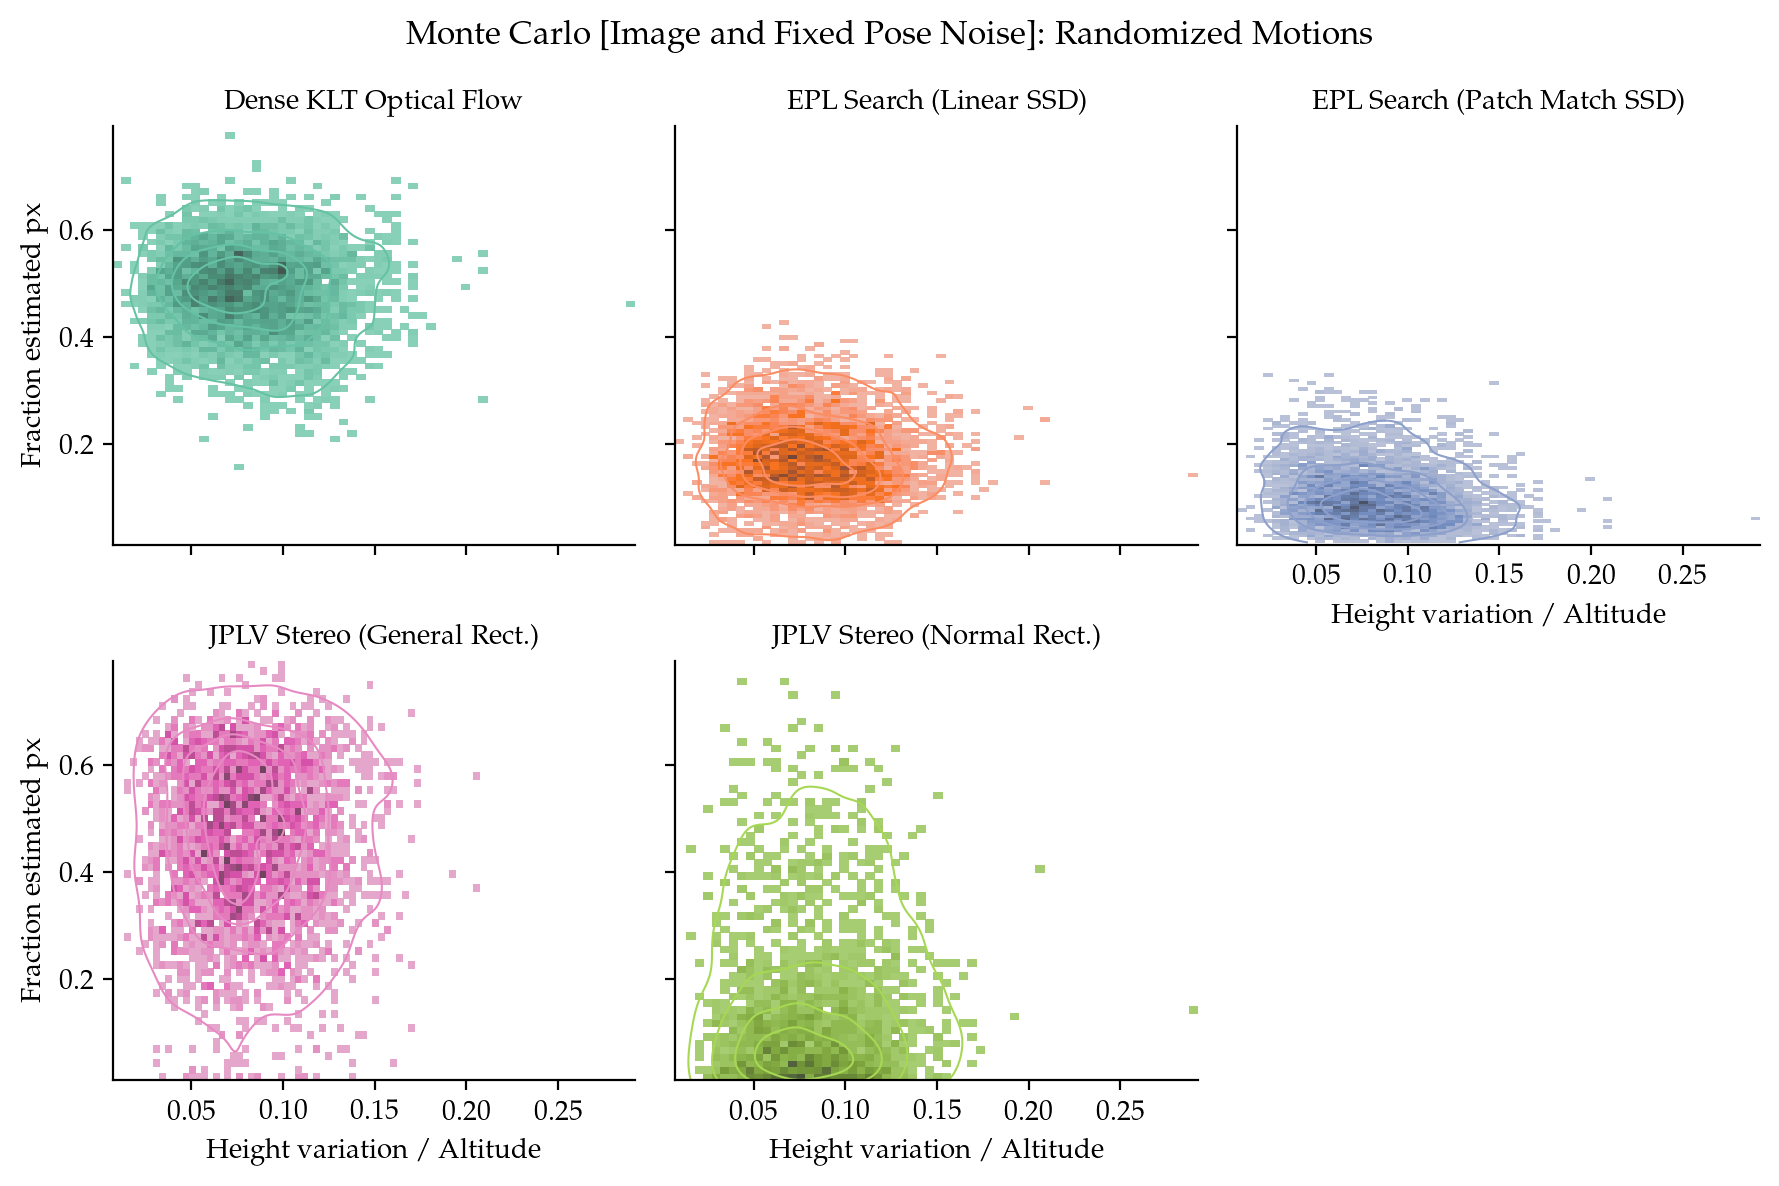 Monte Carlo [Image and Fixed Pose Noise]: Randomized Motions
Dense KLT Optical Flow
EPL Search (Linear SSD)
EPL Search (Patch Match SSD)
Fraction estimated px
0.6
0.4
0.2
0.05 0.10 0.15 0.20 0.25
Height variation / Altitude
JPLV Stereo (General Rect.)
JPLV Stereo (Normal Rect.)
Fraction estimated px
0.6
0.4
0.2
0.05 0.10 0.15 0.20 0.25
Height variation / Altitude
0.05 0.10 0.15 0.20 0.25
Height variation / Altitude